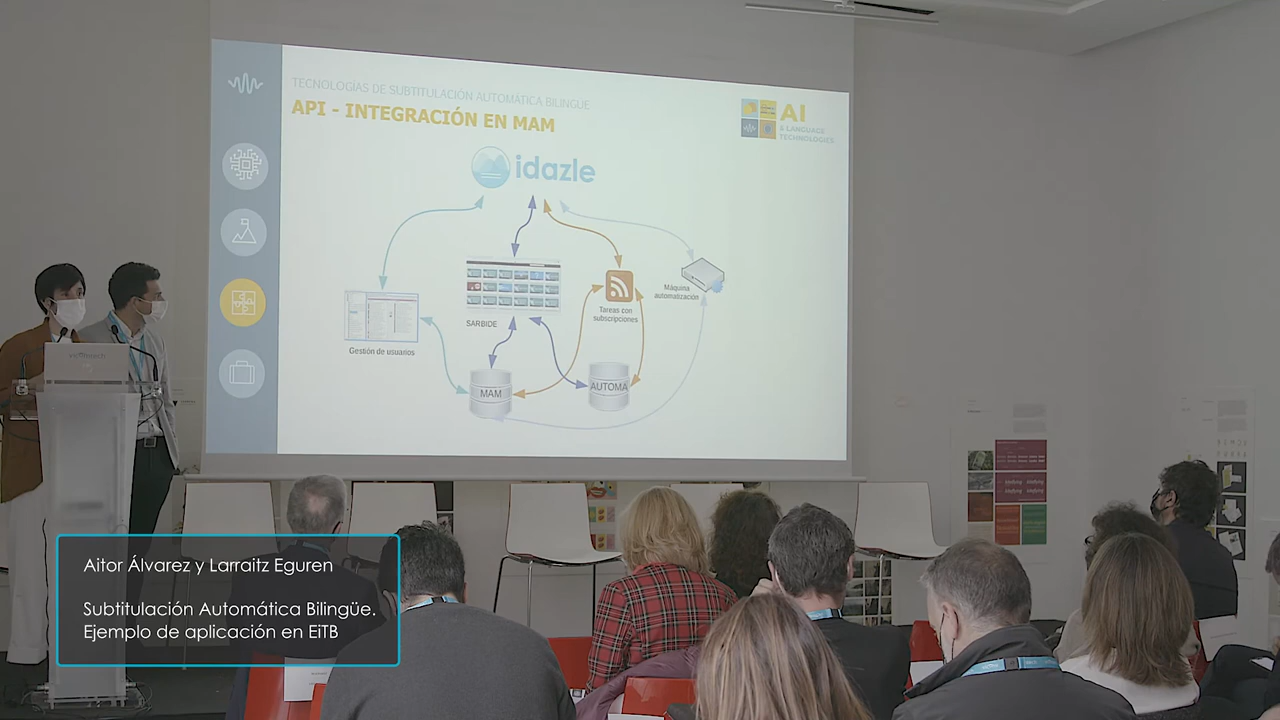 TECNOLOGÍAS DE SUBTITULACIÓN AUTOMÁTICA BILINGÜE
API - INTEGRACIÓN EN MAM
AI
& LANGUAGE
TECHNOLOGIES
idazle
Máquina
automatización
Tareas con
subscripciones
SARBIDE
Gestión de usuarios
MAM
AUTOMA
Aitor Álvarez y Larraitz Eguren
Subtitulación Automática Bilingüe.
Ejemplo de aplicación en EiTB